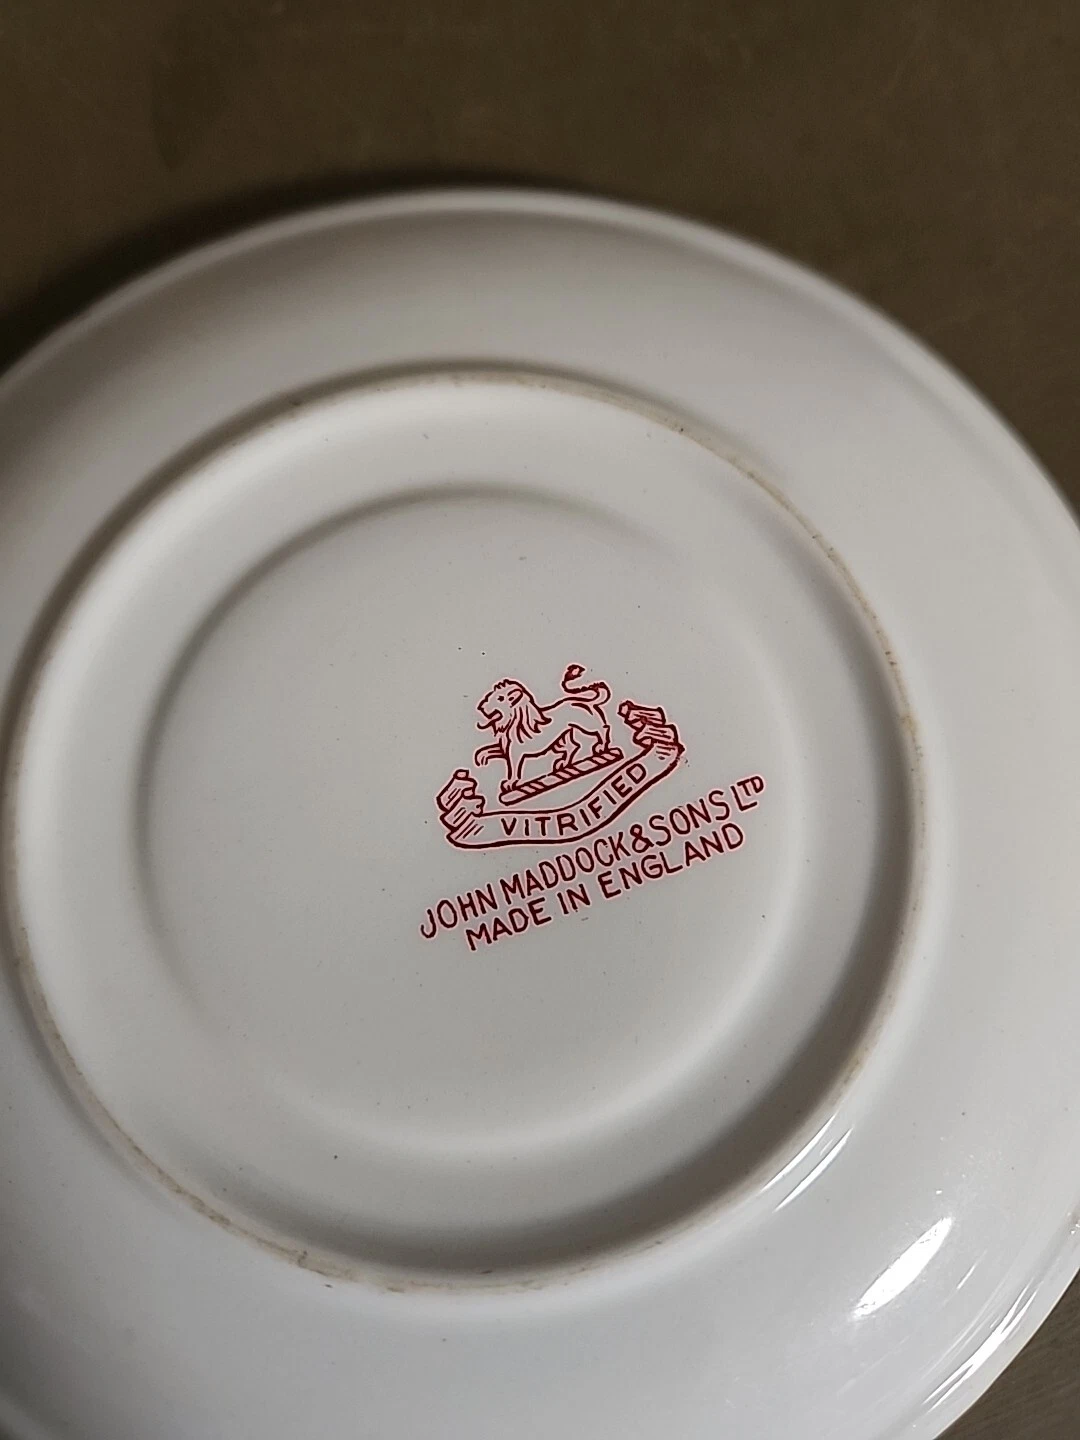 VITRIFIED
JOHN MADDOCK & SONS LTD
MADE IN ENGLAND